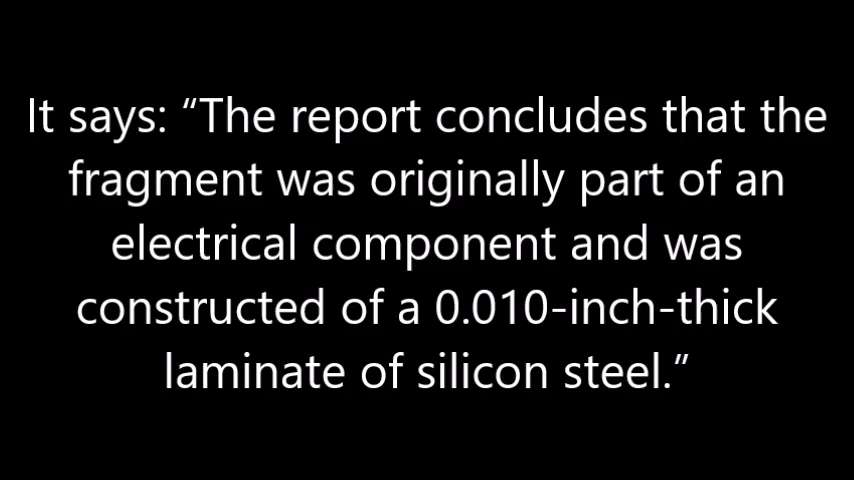 It says: “The report concludes that the
fragment was originally part of an
electrical component and was
constructed of a 0.010-inch-thick
laminate of silicon steel.”